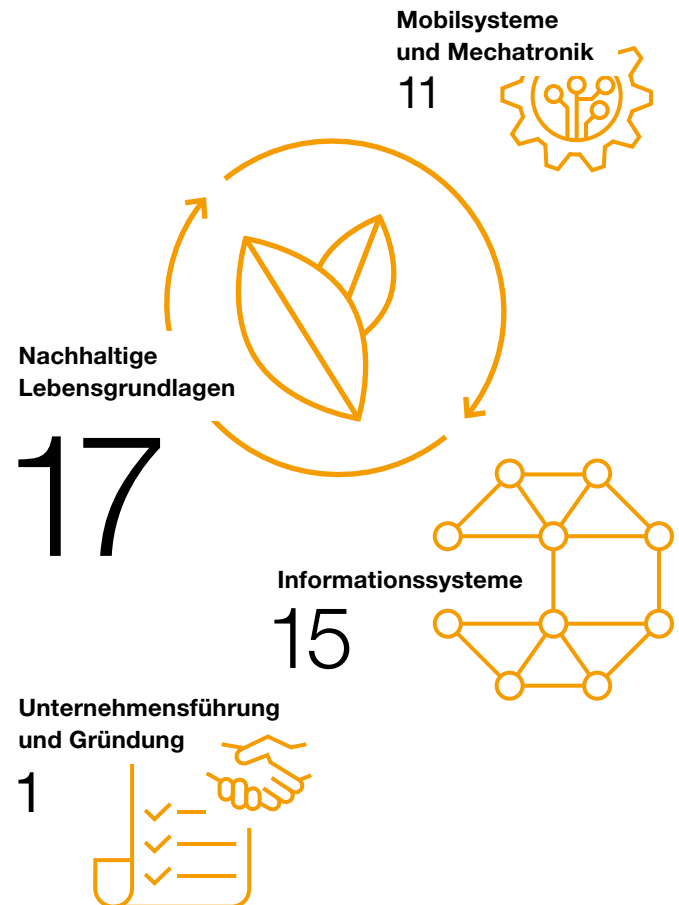 Mobilsysteme
und Mechatronik
11
Nachhaltige
Lebensgrundlagen
17
Informationssysteme
15
Unternehmensführung
und Gründung
1